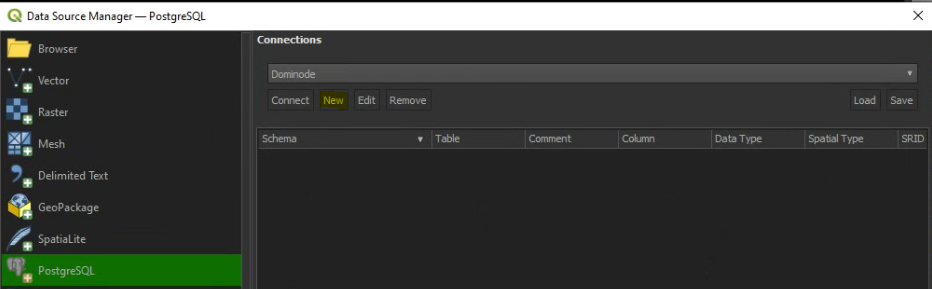 Data Source Manager — PostgreSQL
Browser
Vector
Raster
Mesh
Delimited Text
GeoPackage
SpatiaLite
PostgreSQL
Connections
Dominode
Connect New Edit Remove Load Save
Schema Table Comment Column Data Type Spatial Type SRID